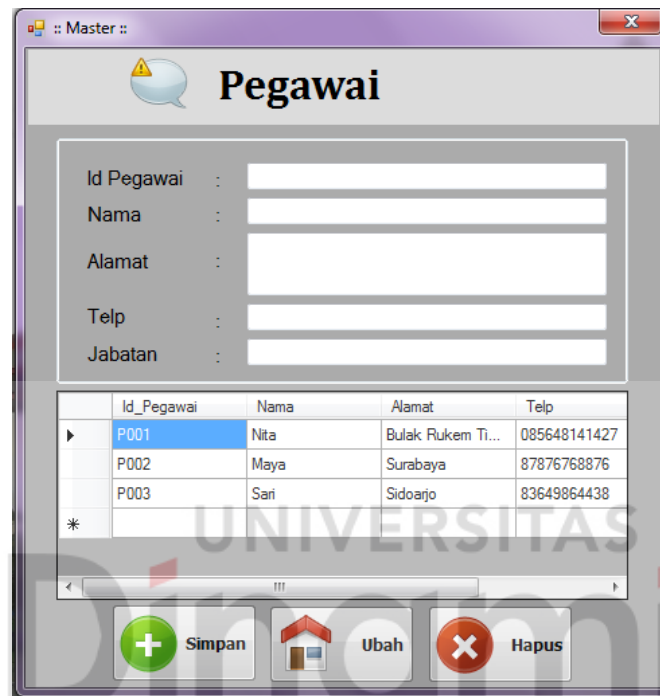 :: Master ::
Pegawai
Id Pegawai :
Nama :
Alamat :
Telp :
Jabatan :
Id_Pegawai Nama Alamat Telp
P001 Nita Bulak Rukem Ti... 085648141427
P002 Maya Surabaya 87876768876
P003 Sari Sidoarjo 83649864438
UNIVERSITAS
Dinami
Simpan Ubah Hapus